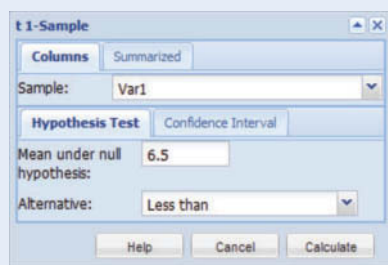 t 1-Sample
Columns Summarized
Sample: Var1
Hypothesis Test Confidence Interval
Mean under null 6.5
hypothesis:
Alternative: Less than
Help Cancel Calculate